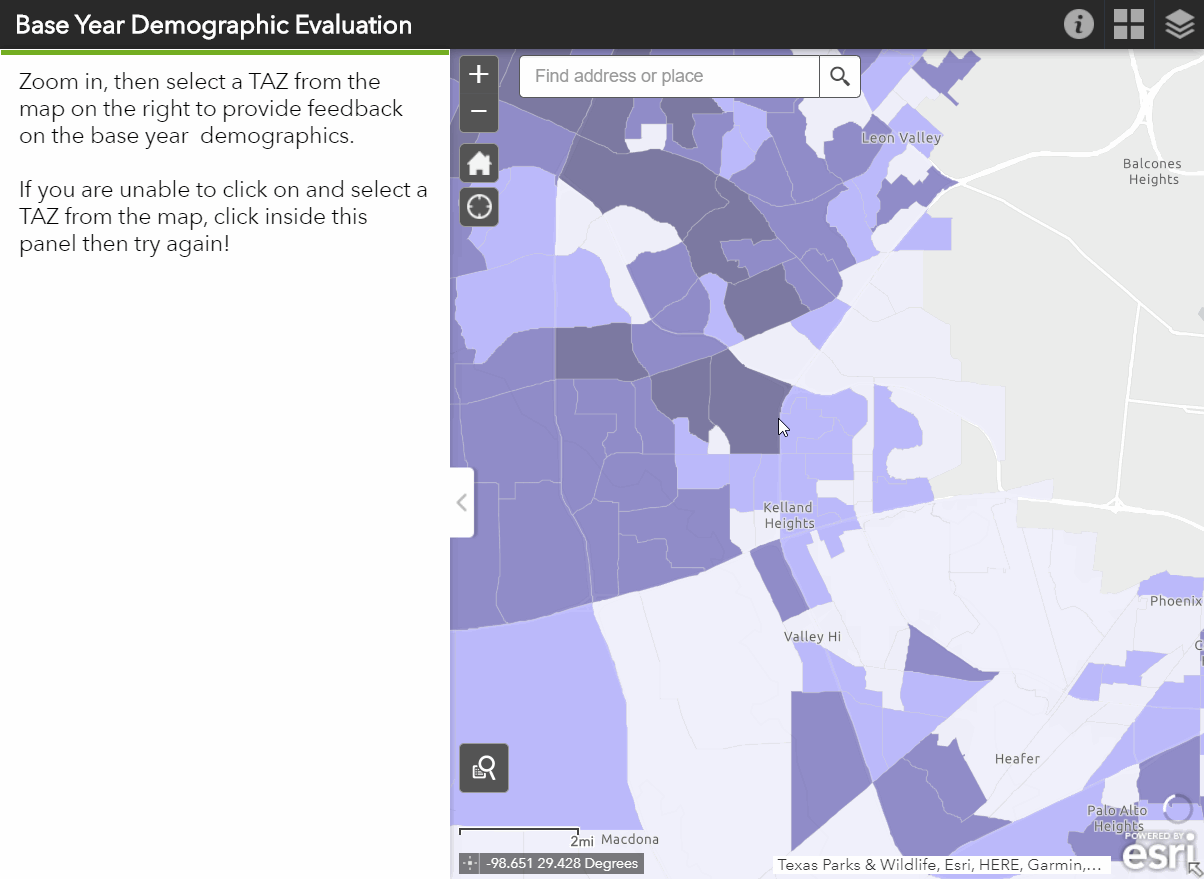 Base Year Demographic Evaluation
Zoom in, then select a TAZ from the
map on the right to provide feedback
on the base year  demographics.
If you are unable to click on and select a
TAZ from the map, click inside this
panel then try again!
Find address or place
Leon Valley
Balcones
Heights
Kelland
Heights
Phoenix
Valley Hi
Heafer
Palo Alto
Heights
2mi
Macdona
-98.651 29.428 Degrees
POWERED BY
esri
Texas Parks & Wildlife, Esri, HERE, Garmin,...